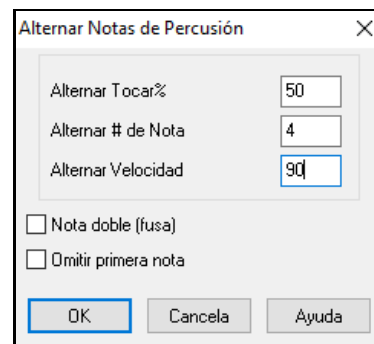 Alternar Notas de Percusión
Alternar Tocar% 50
Alternar # de Nota 4
Alternar Velocidad 90
Nota doble (fusa)
Omitir primera nota
OK Cancela Ayuda